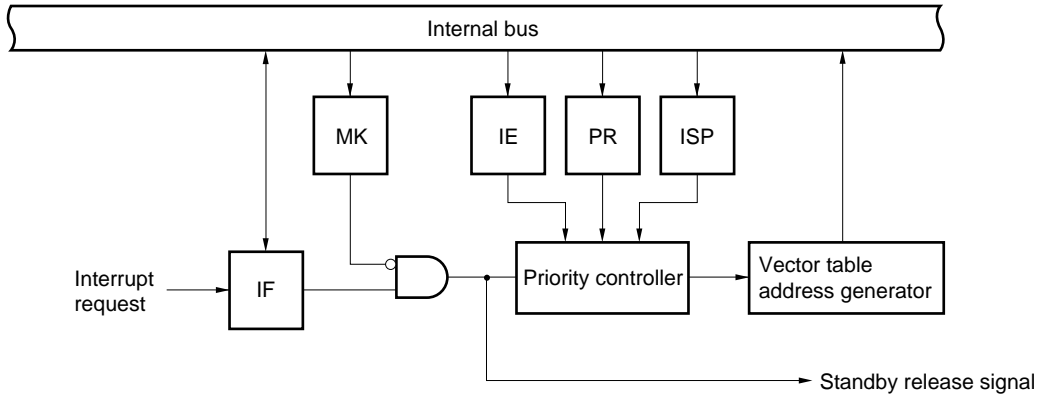 Internal bus
MK
IE
PR
ISP
Interrupt
request
IF
Priority controller
Vector table
address generator
Standby release signal